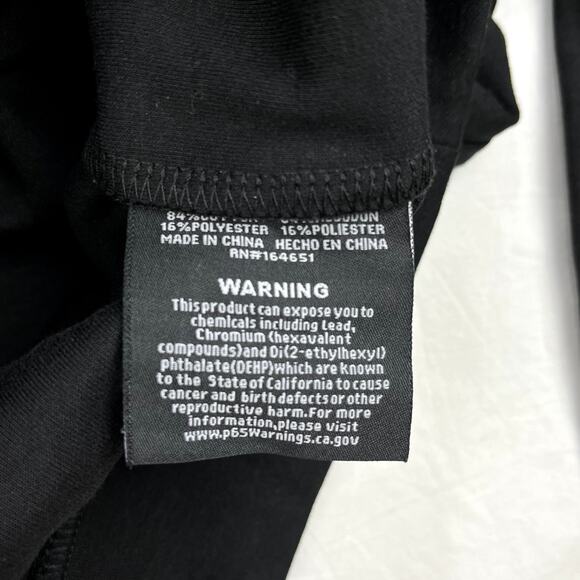 16%POLYESTER 16%POLIESTER
MADE IN CHINA HECHO EN CHINA
RN#164651
WARNING
This product can expose you to
chemicals including Lead,
Chromium (hexavalent
compounds)and Di(2-ethylhexyl)
phthalate(DEHP)which are known
to the State of California to cause
cancer and birth defects or other
reproductive harm.For more
information,please visit
www.p65Warnings.ca.gov